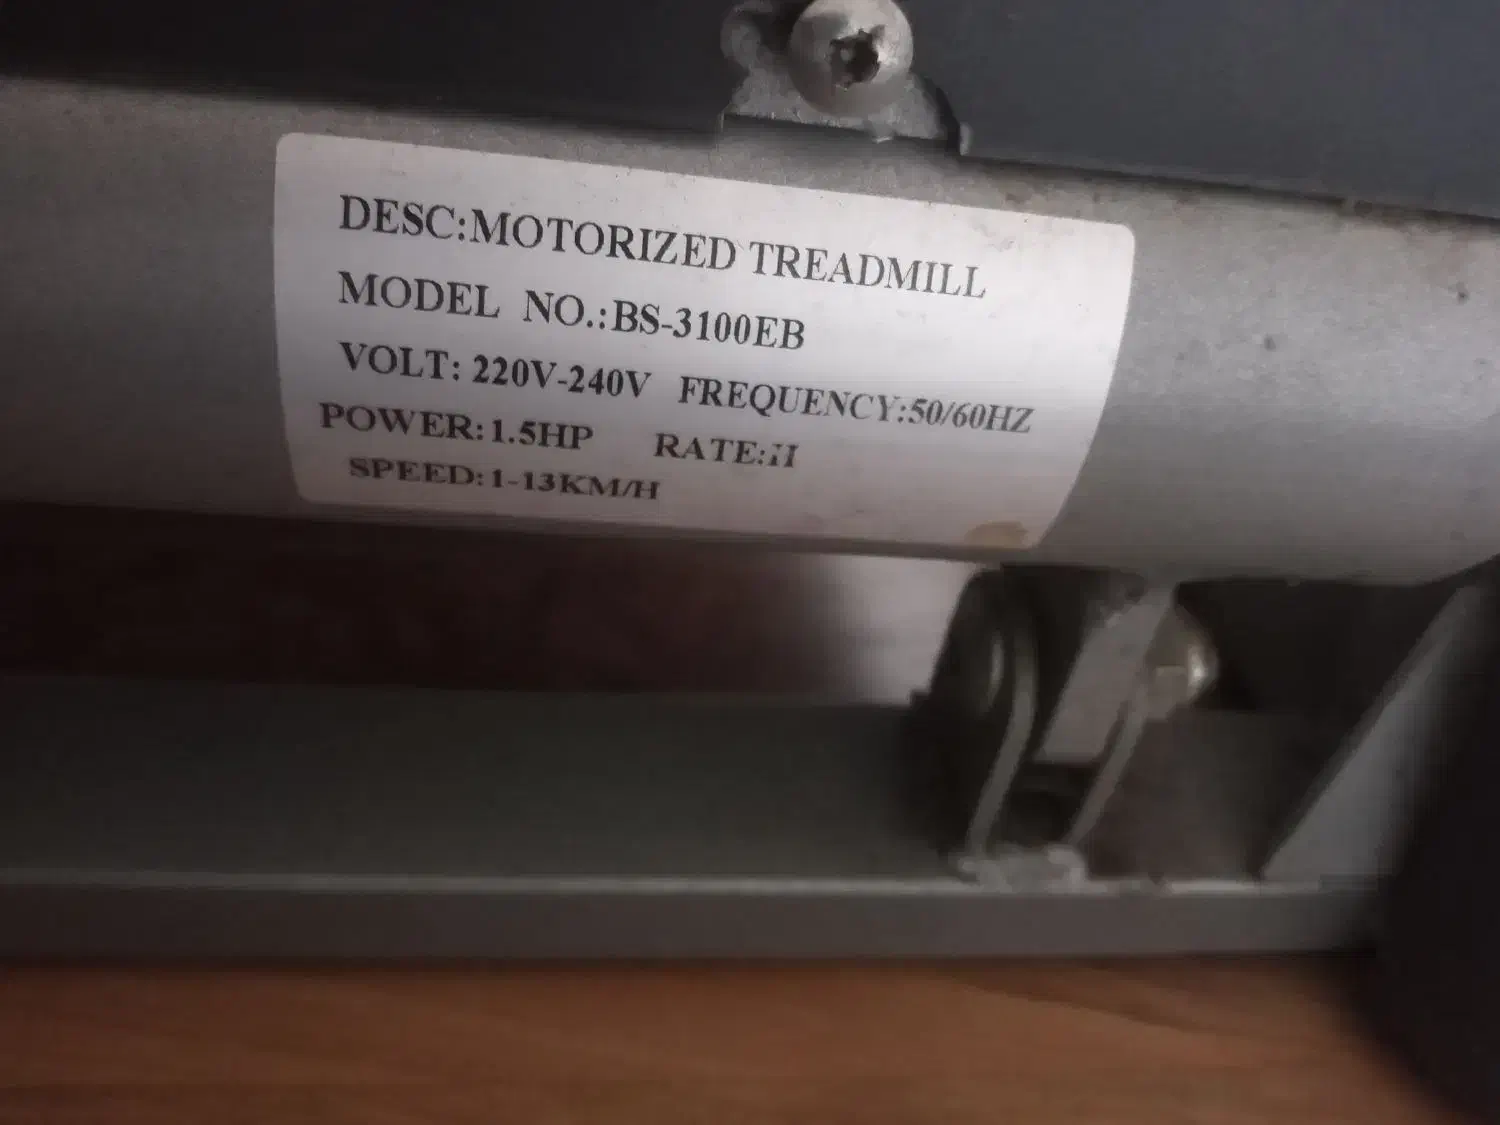 DESC:MOTORIZED TREADMILL
MODEL NO.:BS-3100EB
VOLT: 220V-240V FREQUENCY:50/60HZ
POWER:1.5HP RATE:
SPEED:1-13KM/H